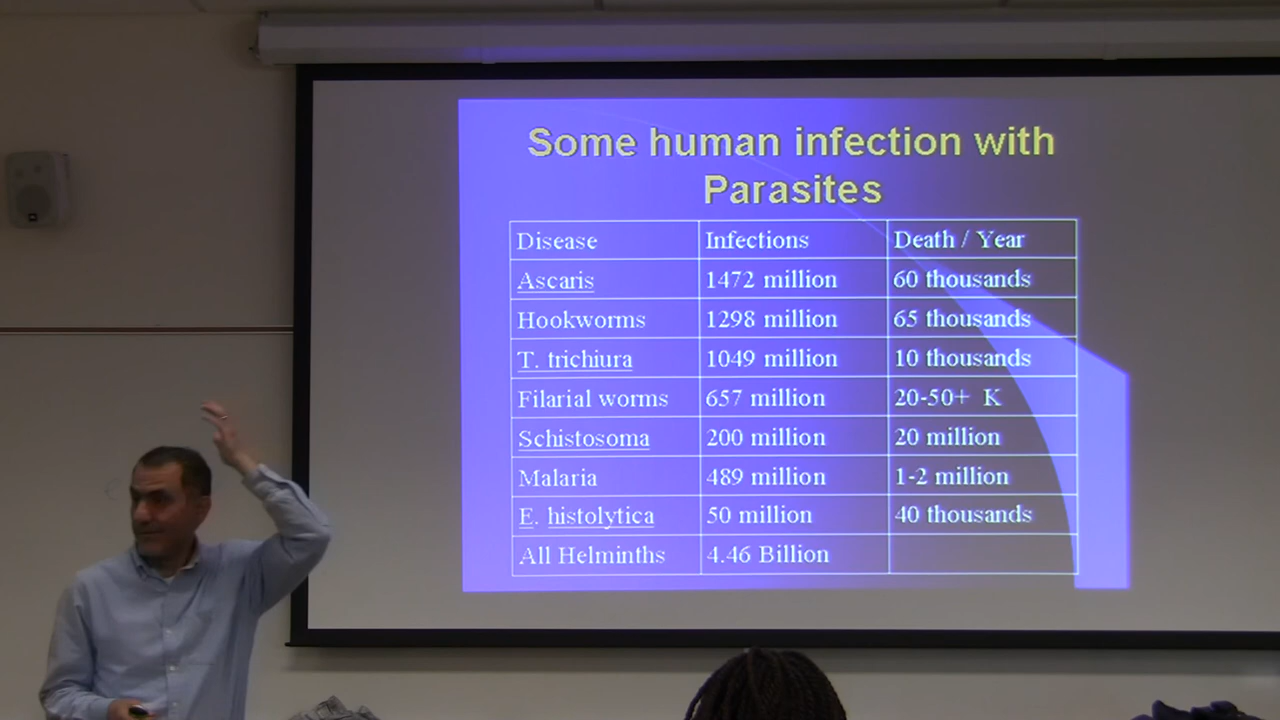 Some human infection with
Parasites
Disease Infections Death / Year
Ascaris 1472 million 60 thousands
Hookworms 1298 million 65 thousands
T. trichiura 1049 million 10 thousands
Filarial worms 657 million 20-50+ K
Schistosoma 200 million 20 million
Malaria 489 million 1-2 million
E. histolytica 50 million 40 thousands
All Helminths 4.46 Billion